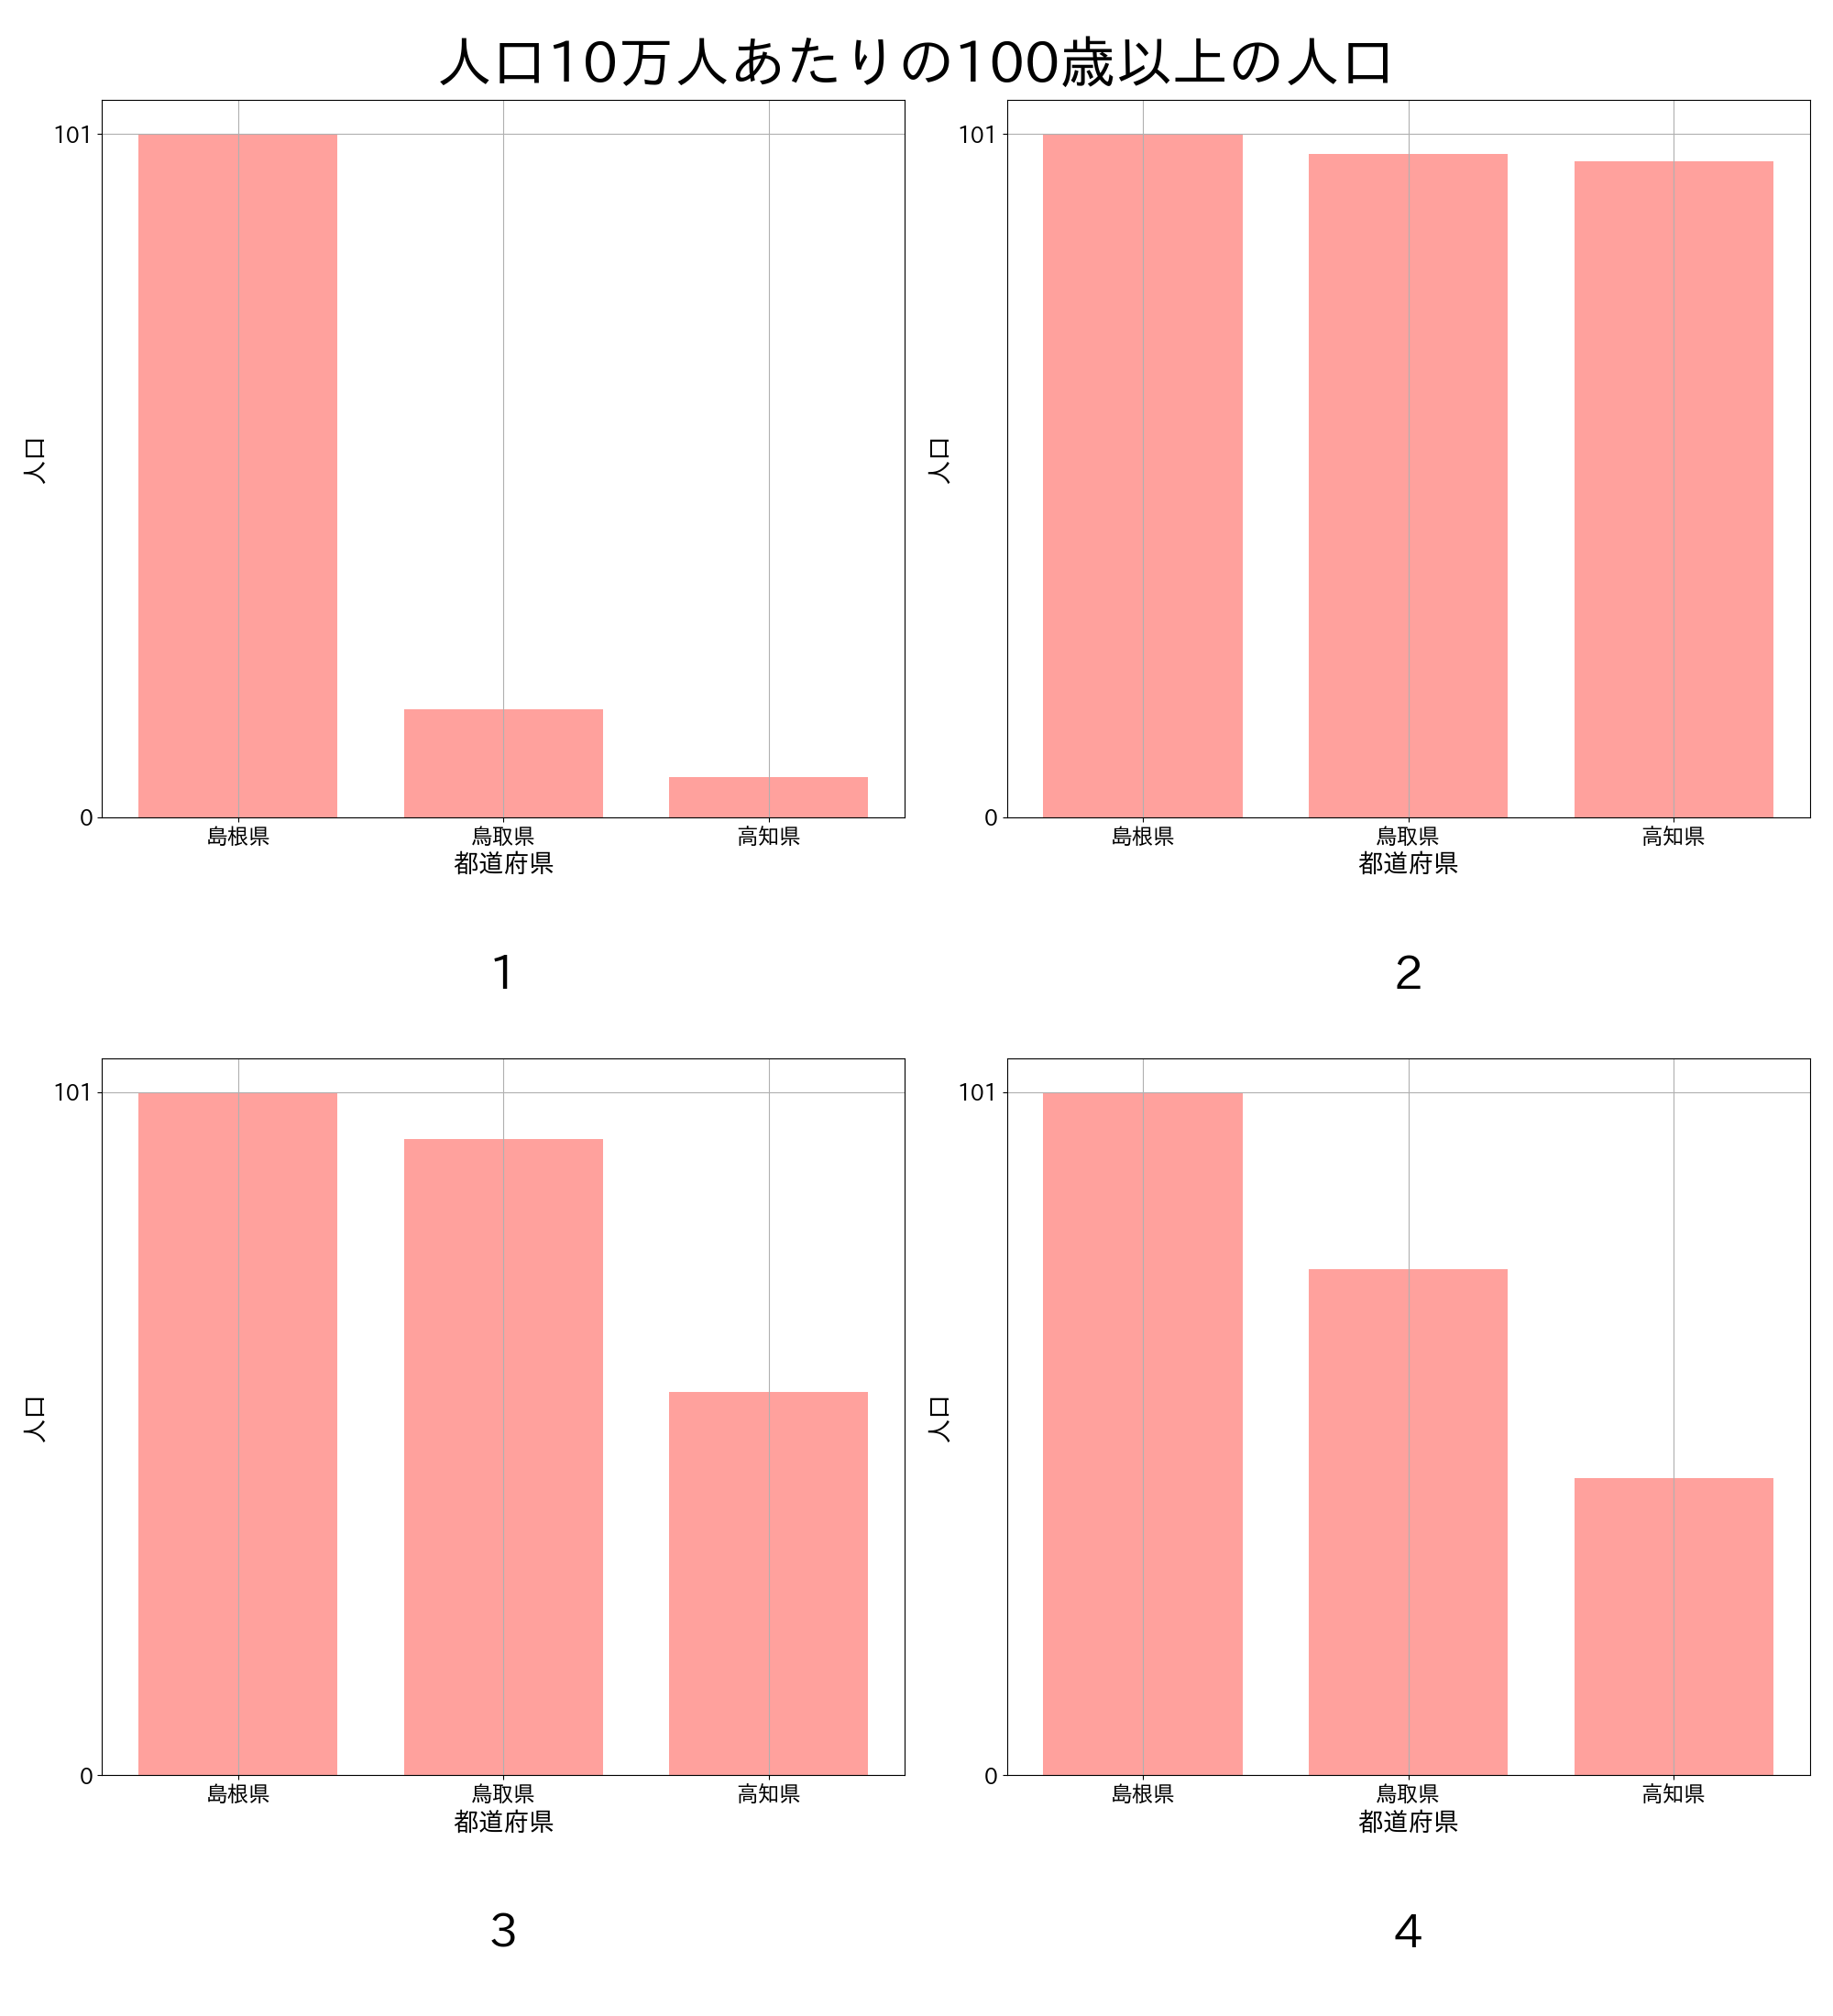 人口10万人あたりの100歳以上の人口
101
0
人口
島根県
鳥取県
高知県
都道府県
1
101
0
人口
島根県
鳥取県
高知県
都道府県
2
101
0
人口
島根県
鳥取県
高知県
都道府県
3
101
0
人口
島根県
鳥取県
高知県
都道府県
4